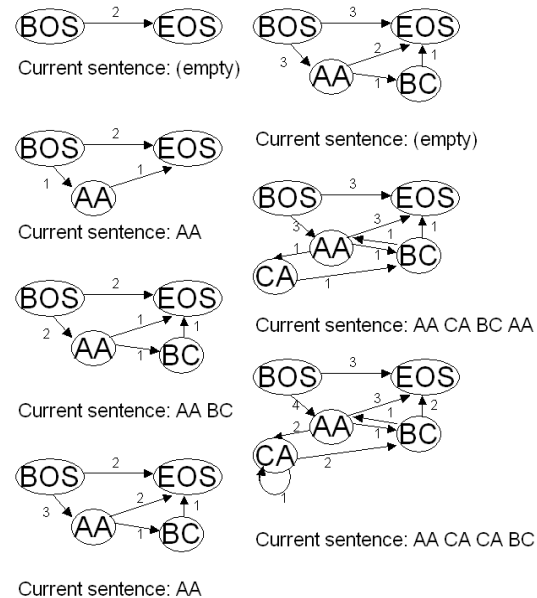 BOS 2 EOS
Current sentence: (empty)
BOS 2 EOS
1 1
AA
Current sentence: AA
BOS 2 EOS
2 1 1
AA 1 BC
Current sentence: AA BC
BOS 2 EOS
3 2 1
AA 1 BC
Current sentence: AA
BOS 3 EOS
3 2 1
AA 1 BC
Current sentence: (empty)
BOS 3 EOS
3 3 1 1
AA 1 BC
1
CA 1
Current sentence: AA CA BC AA
BOS 3 EOS
4 3 1 2
AA 1 BC
2
CA 2
1
Current sentence: AA CA CA BC